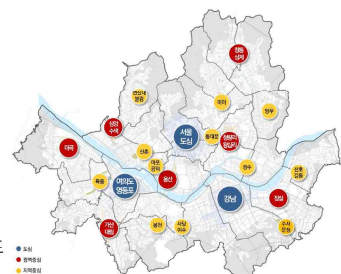 창동
상계
연신내
불광
미아
망우
상암
수색
서울
도심
동대문
청량리
왕십리
마곡
신촌
마포
공덕
성수
천호
길동
목동
여의도
영등포
용산
강남
잠실
가산
대림
봉천
사당
이수
수서
문정
도심
광역중심
지역중심